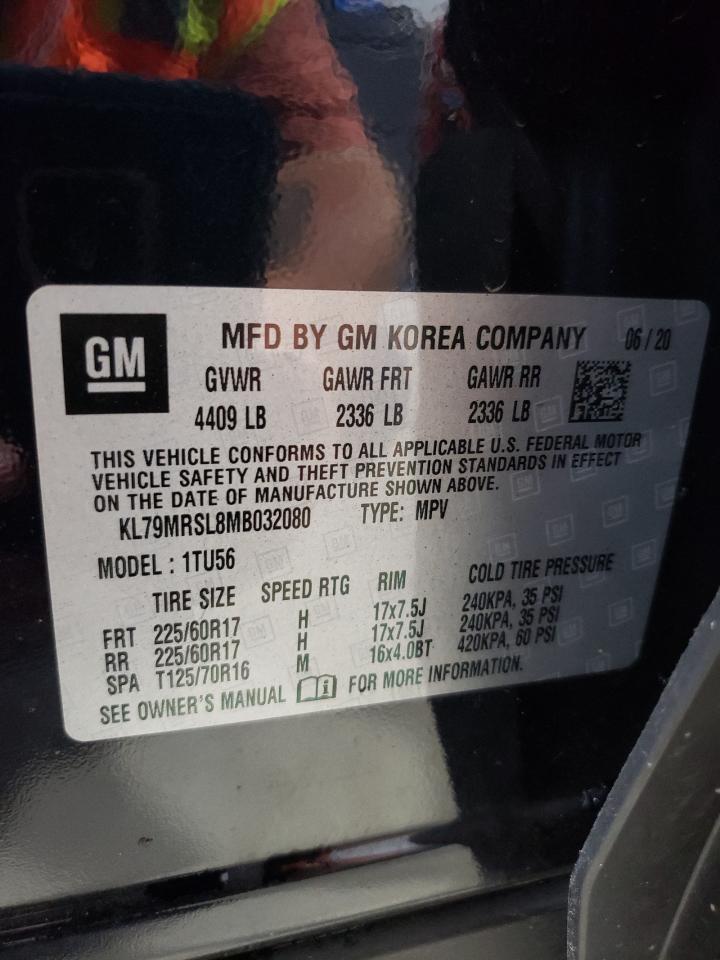 GM
MFD BY GM KOREA COMPANY 06/20
GVWR GAWR FRT GAWR RR
4409 LB 2336 LB 2336 LB
THIS VEHICLE CONFORMS TO ALL APPLICABLE U.S. FEDERAL MOTOR
VEHICLE SAFETY AND THEFT PREVENTION STANDARDS IN EFFECT
ON THE DATE OF MANUFACTURE SHOWN ABOVE.
KL79MRSL8MB032080 TYPE: MPV
MODEL : 1TU56
TIRE SIZE SPEED RTG RIM COLD TIRE PRESSURE
FRT 225/60R17 H 17x7.5J 240KPA, 35 PSI
RR 225/60R17 H 17x7.5J 240KPA, 35 PSI
SPA T125/70R16 M 16x4.0BT 420KPA, 60 PSI
SEE OWNER'S MANUAL i FOR MORE INFORMATION.